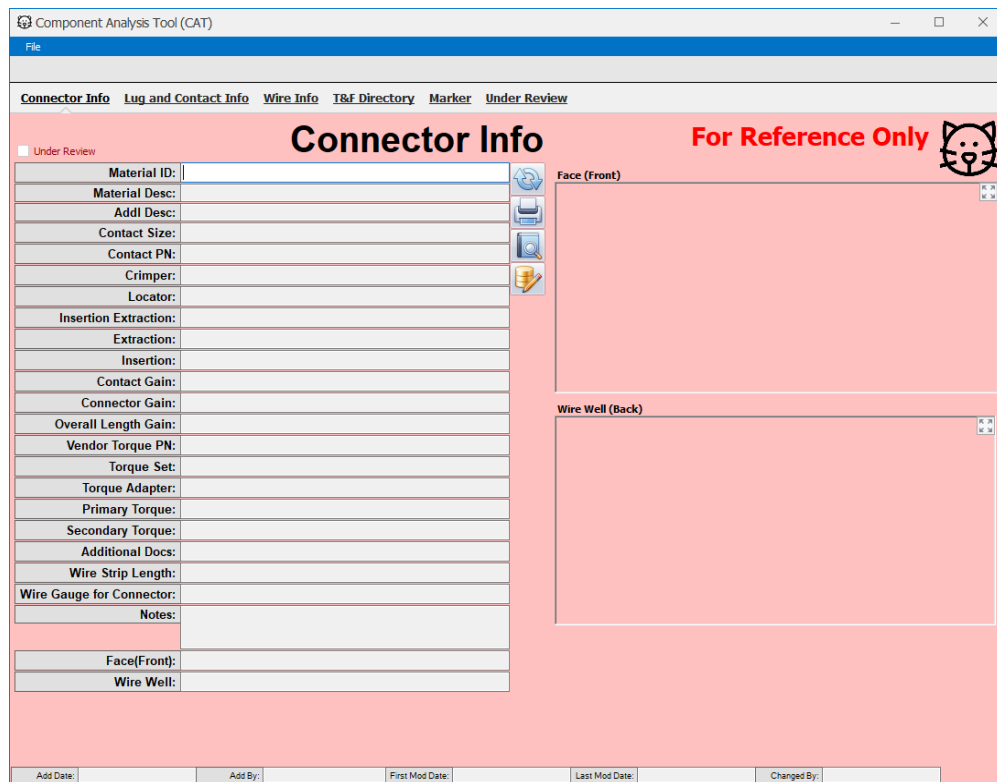 Component Analysis Tool (CAT)
File
Connector Info Lug and Contact Info Wire Info T&F Directory Marker Under Review
Connector Info
For Reference Only
Under Review
Material ID:
Material Desc:
Addl Desc:
Contact Size:
Contact PN:
Crimper:
Locator:
Insertion Extraction:
Extraction:
Insertion:
Contact Gain:
Connector Gain:
Overall Length Gain:
Vendor Torque PN:
Torque Set:
Torque Adapter:
Primary Torque:
Secondary Torque:
Additional Docs:
Wire Strip Length:
Wire Gauge for Connector:
Notes:
Face(Front):
Wire Well:
Face (Front)
Wire Well (Back)
Add Date: Add By: First Mod Date: Last Mod Date: Changed By: